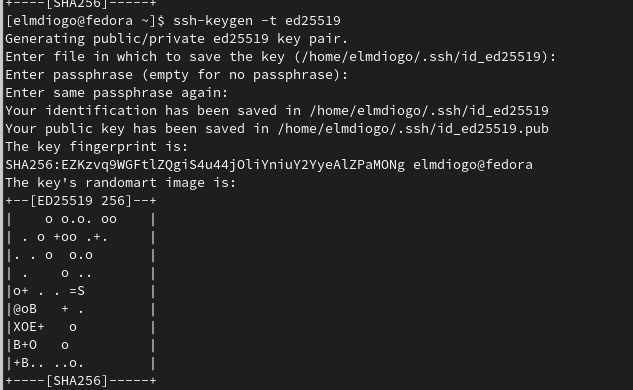 +----[SHA256]-----+
[elmdiogo@fedora ~]$ ssh-keygen -t ed25519
Generating public/private ed25519 key pair.
Enter file in which to save the key (/home/elmdiogo/.ssh/id_ed25519):
Enter passphrase (empty for no passphrase):
Enter same passphrase again:
Your identification has been saved in /home/elmdiogo/.ssh/id_ed25519
Your public key has been saved in /home/elmdiogo/.ssh/id_ed25519.pub
The key fingerprint is:
SHA256:EZKzvq9WGFtlZQgiS4u44jOliYniuY2YyeAlZPaMONg elmdiogo@fedora
The key's randomart image is:
+--[ED25519 256]--+
|    o o.o. oo    |
| . o +oo .+.     |
|. . o  o.o       |
| .    o ..       |
|o+ . . =S        |
|@oB   + .        |
|XOE+   o         |
|B+O   o          |
|+B.. ..o.        |
+----[SHA256]-----+